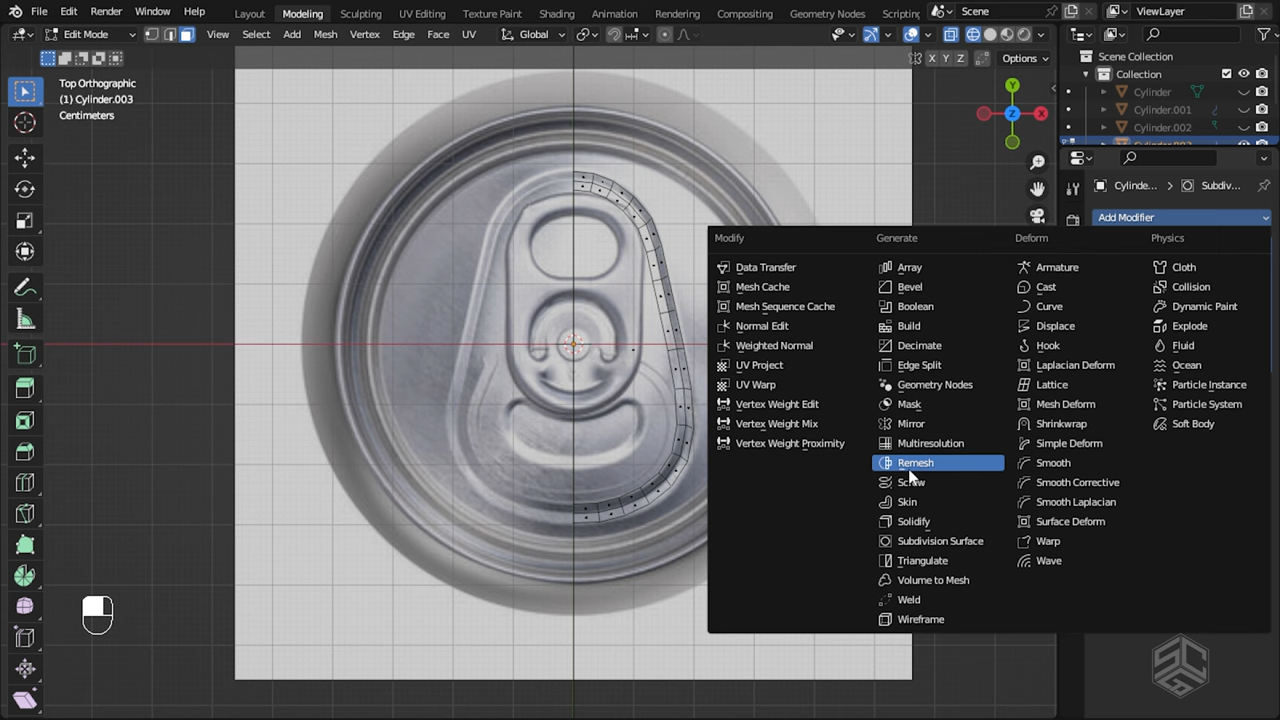 File Edit Render Window Help Layout Modeling Sculpting UV Editing Texture Paint Shading Animation Rendering Compositing Geometry Nodes Scripting Scene ViewLayer
Edit Mode View Select Add Mesh Vertex Edge Face UV Global
X Y Z Options
Top Orthographic
(1) Cylinder.003
Centimeters
Y
X
Z
Scene Collection
Collection
Cylinder
Cylinder.001
Cylinder.002
Cylinde... Subdiv...
Add Modifier
Modify Generate Deform Physics
Data Transfer Array Armature Cloth
Mesh Cache Bevel Cast Collision
Mesh Sequence Cache Boolean Curve Dynamic Paint
Normal Edit Build Displace Explode
Weighted Normal Decimate Hook Fluid
UV Project Edge Split Laplacian Deform Ocean
UV Warp Geometry Nodes Lattice Particle Instance
Vertex Weight Edit Mask Mesh Deform Particle System
Vertex Weight Mix Mirror Shrinkwrap Soft Body
Vertex Weight Proximity Multiresolution Simple Deform
Remesh Smooth
Screw Smooth Corrective
Skin Smooth Laplacian
Solidify Surface Deform
Subdivision Surface Warp
Triangulate Wave
Volume to Mesh
Weld
Wireframe